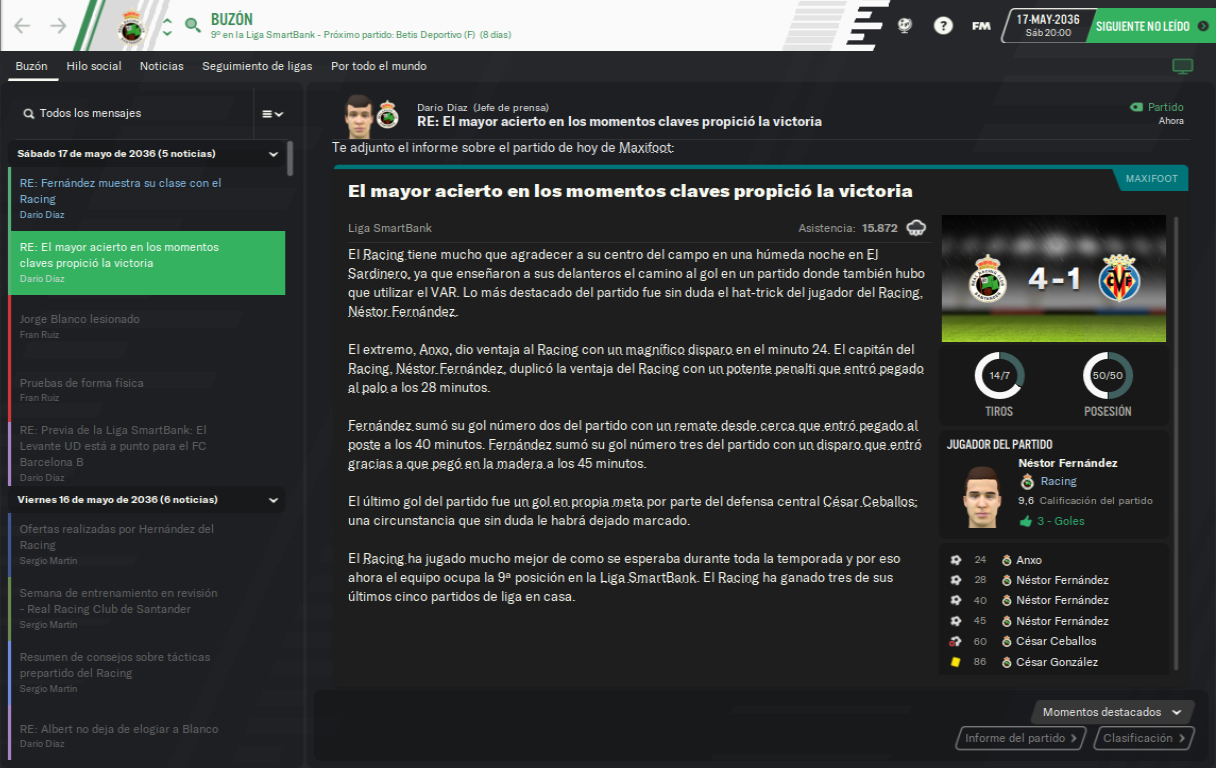 BUZÓN
9º en la Liga SmartBank - Próximo partido: Betis Deportivo (F) (8 días)
?
FM
17-MAY-2036
Sáb 20:00
SIGUIENTE NO LEÍDO
Buzón Hilo social Noticias Seguimiento de ligas Por todo el mundo
Todos los mensajes
Sábado 17 de mayo de 2036 (5 noticias)
RE: Fernández muestra su clase con el
Racing
Darío Díaz
RE: El mayor acierto en los momentos
claves propició la victoria
Darío Díaz
Jorge Blanco lesionado
Fran Ruiz
Pruebas de forma física
Fran Ruiz
RE: Previa de la Liga SmartBank: El
Levante UD está a punto para el FC
Barcelona B
Darío Díaz
Viernes 16 de mayo de 2036 (6 noticias)
Ofertas realizadas por Hernández del
Racing
Sergio Martín
Semana de entrenamiento en revisión
- Real Racing Club de Santander
Sergio Martín
Resumen de consejos sobre tácticas
prepartido del Racing
Sergio Martín
RE: Albert no deja de elogiar a Blanco
Darío Díaz
Darío Díaz (Jefe de prensa)
RE: El mayor acierto en los momentos claves propició la victoria
Partido
Ahora
Te adjunto el informe sobre el partido de hoy de Maxifoot:
MAXIFOOT
El mayor acierto en los momentos claves propició la victoria
Liga SmartBank
Asistencia: 15.872
El Racing tiene mucho que agradecer a su centro del campo en una húmeda noche en El
Sardinero, ya que enseñaron a sus delanteros el camino al gol en un partido donde también hubo
que utilizar el VAR. Lo más destacado del partido fue sin duda el hat-trick del jugador del Racing,
Néstor Fernández.
El extremo, Anxo, dio ventaja al Racing con un magnífico disparo en el minuto 24. El capitán del
Racing, Néstor Fernández, duplicó la ventaja del Racing con un potente penalti que entró pegado
al palo a los 28 minutos.
Fernández sumó su gol número dos del partido con un remate desde cerca que entró pegado al
poste a los 40 minutos. Fernández sumó su gol número tres del partido con un disparo que entró
gracias a que pegó en la madera a los 45 minutos.
El último gol del partido fue un gol en propia meta por parte del defensa central César Ceballos;
una circunstancia que sin duda le habrá dejado marcado.
El Racing ha jugado mucho mejor de como se esperaba durante toda la temporada y por eso
ahora el equipo ocupa la 9ª posición en la Liga SmartBank. El Racing ha ganado tres de sus
últimos cinco partidos de liga en casa.
4 - 1
14/7
50/50
TIROS
POSESIÓN
JUGADOR DEL PARTIDO
Néstor Fernández
Racing
9,6 Calificación del partido
3 - Goles
24 Anxo
28 Néstor Fernández
40 Néstor Fernández
45 Néstor Fernández
60 César Ceballos
86 César González
Momentos destacados
Informe del partido
Clasificación